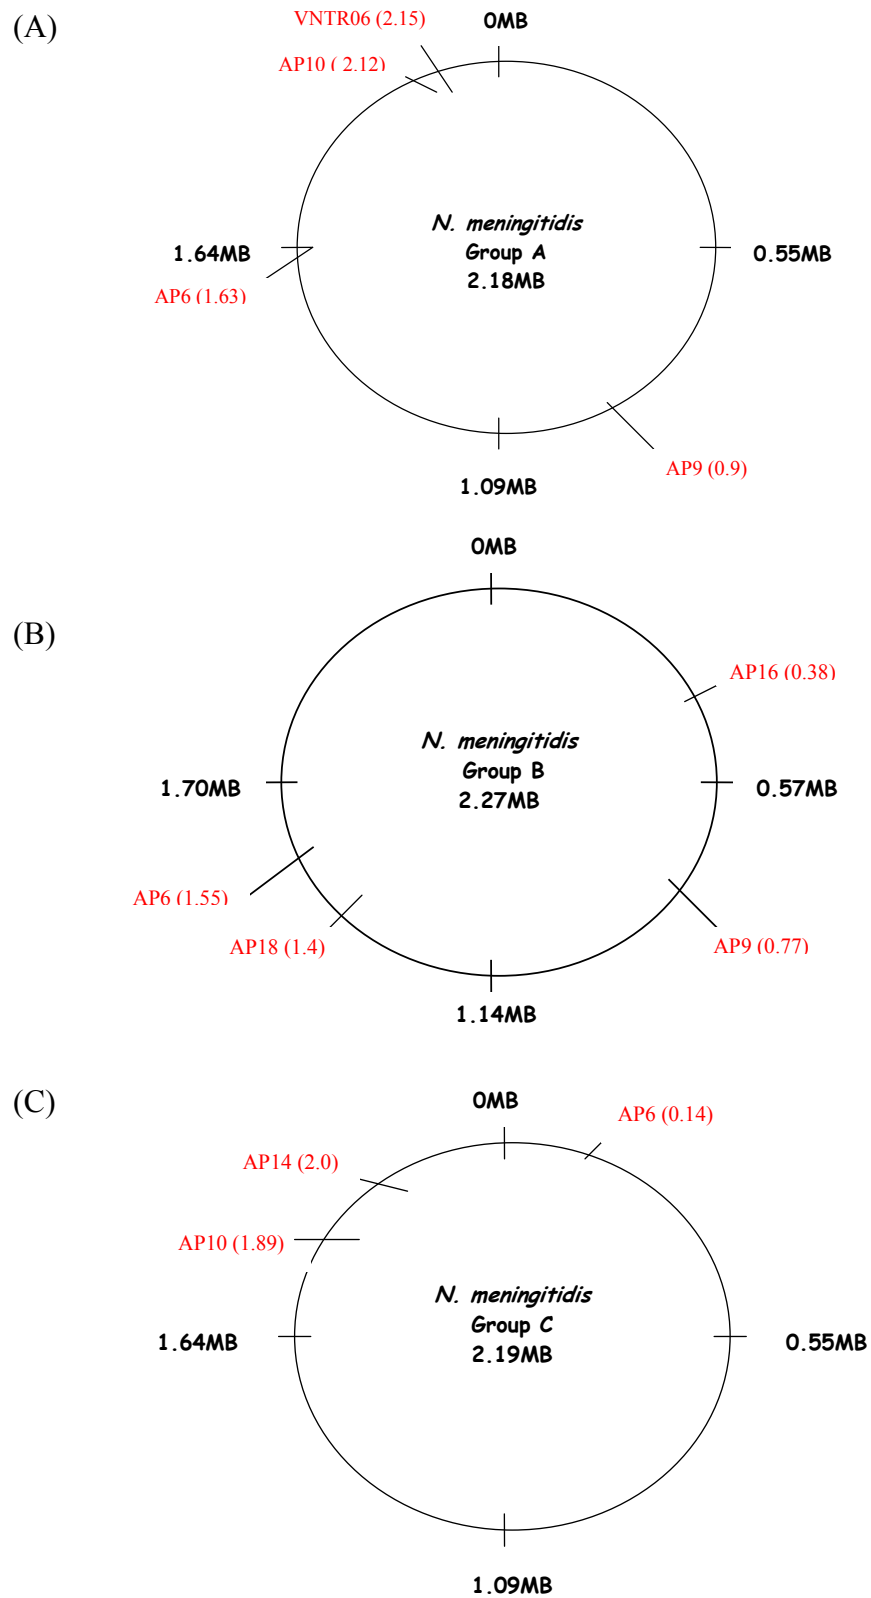 (A)
VNTR06 (2.15)
0MB
AP10 ( 2.12)
N. meningitidis
Group A
2.18MB
1.64MB
0.55MB
AP6 (1.63)
AP9 (0.9)
1.09MB
0MB
(B)
AP16 (0.38)
N. meningitidis
Group B
2.27MB
1.70MB
0.57MB
AP6 (1.55)
AP18 (1.4)
AP9 (0.77)
1.14MB
(C)
0MB
AP6 (0.14)
AP14 (2.0)
AP10 (1.89)
N. meningitidis
Group C
2.19MB
1.64MB
0.55MB
1.09MB